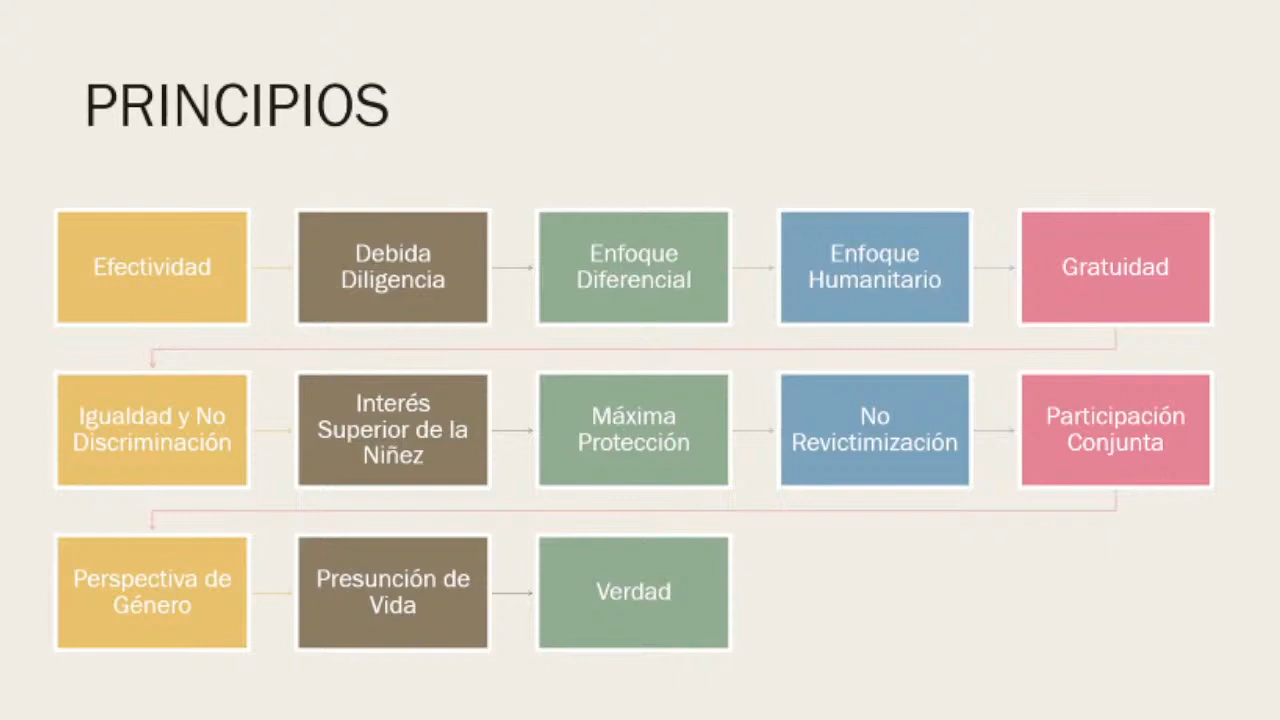 PRINCIPIOS
Efectividad
Debida
Diligencia
Enfoque
Diferencial
Enfoque
Humanitario
Gratuidad
Igualdad y No
Discriminación
Interés
Superior de la
Niñez
Máxima
Protección
No
Revictimización
Participación
Conjunta
Perspectiva de
Género
Presunción de
Vida
Verdad